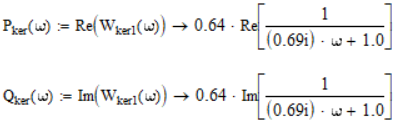 P_ker(ω) := Re(W_ker1(ω)) → 0.64 · Re[1 / ((0.69i) · ω + 1.0)]
Q_ker(ω) := Im(W_ker1(ω)) → 0.64 · Im[1 / ((0.69i) · ω + 1.0)]